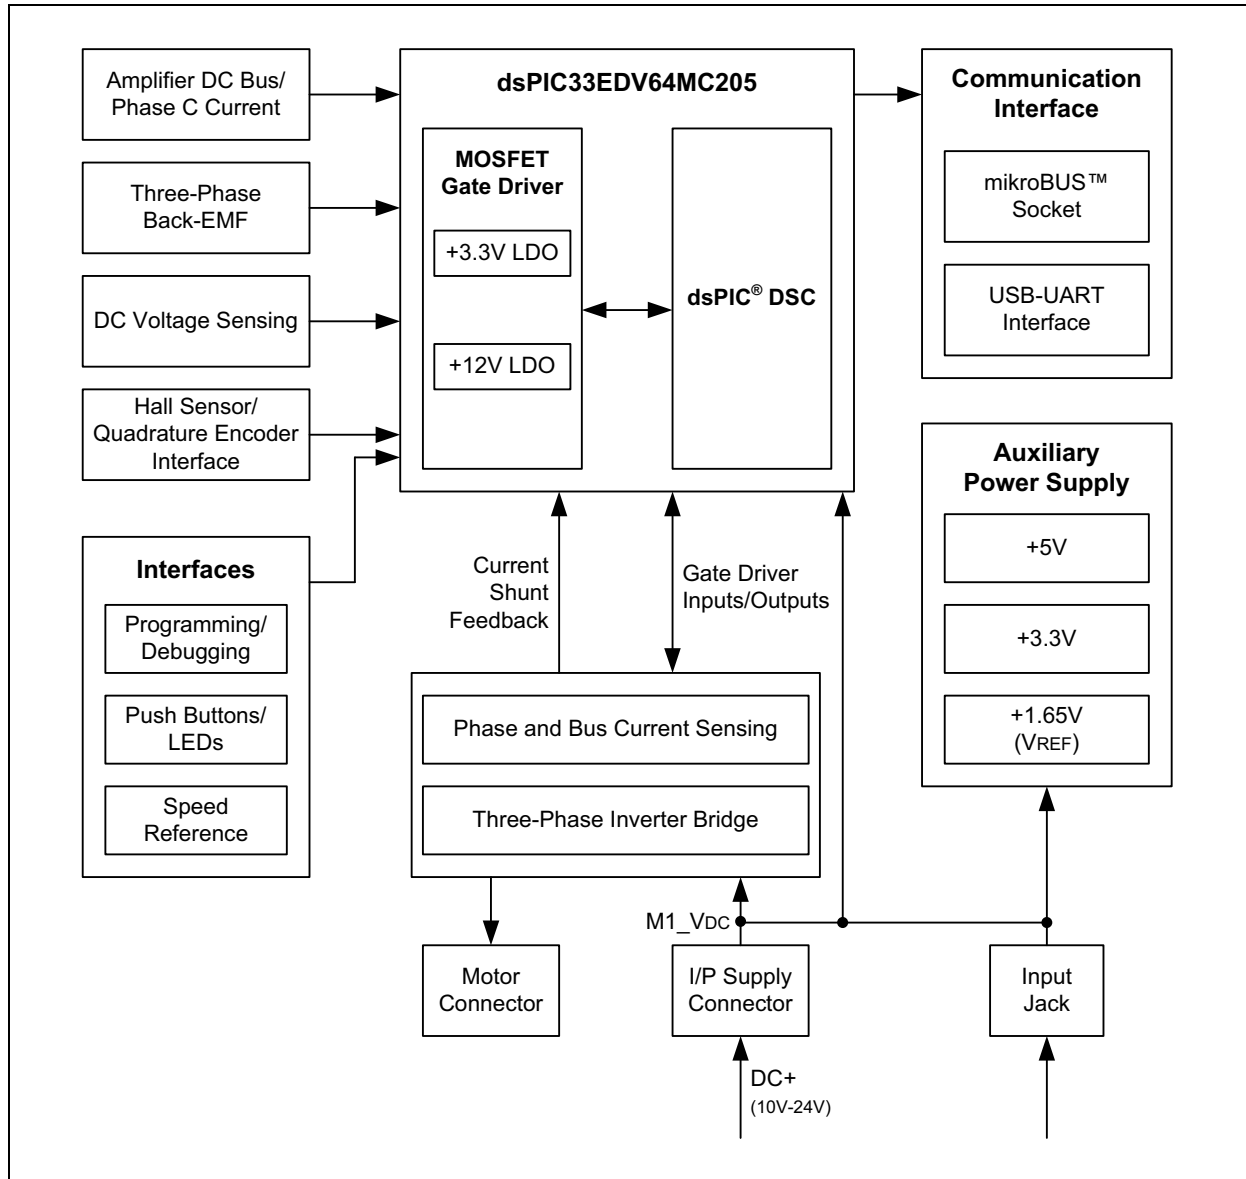 Amplifier DC Bus/
Phase C Current
Three-Phase
Back-EMF
DC Voltage Sensing
Hall Sensor/
Quadrature Encoder
Interface
Interfaces
Programming/
Debugging
Push Buttons/
LEDs
Speed
Reference
dsPIC33EDV64MC205
MOSFET
Gate Driver
+3.3V LDO
+12V LDO
dsPIC® DSC
Communication
Interface
mikroBUS™
Socket
USB-UART
Interface
Auxiliary
Power Supply
+5V
+3.3V
+1.65V
(VREF)
Current
Shunt
Feedback
Gate Driver
Inputs/Outputs
Phase and Bus Current Sensing
Three-Phase Inverter Bridge
M1_VDC
Motor
Connector
I/P Supply
Connector
Input
Jack
DC+
(10V-24V)